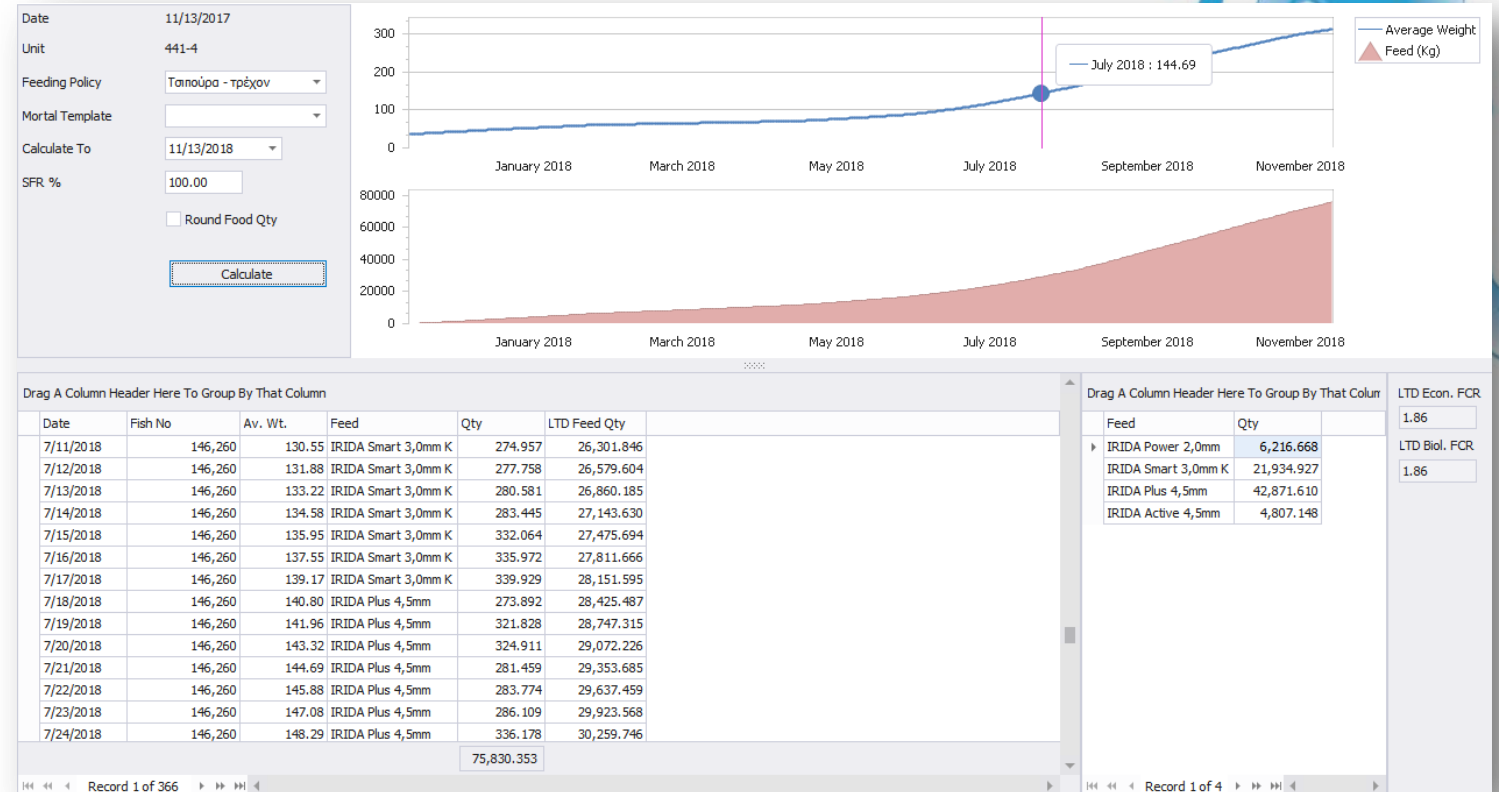 Date 11/13/2017
Unit 441-4
Feeding Policy Τσιπούρα - τρέχον
Mortal Template
Calculate To 11/13/2018
SFR % 100.00
Round Food Qty
Calculate
300
200
100
0
July 2018 : 144.69
January 2018 March 2018 May 2018 July 2018 September 2018 November 2018
Average Weight
Feed (Kg)
80000
60000
40000
20000
0
January 2018 March 2018 May 2018 July 2018 September 2018 November 2018
Drag A Column Header Here To Group By That Column
Date Fish No Av. Wt. Feed Qty LTD Feed Qty
7/11/2018 146,260 130.55 IRIDA Smart 3,0mm K 274.957 26,301.846
7/12/2018 146,260 131.88 IRIDA Smart 3,0mm K 277.758 26,579.604
7/13/2018 146,260 133.22 IRIDA Smart 3,0mm K 280.581 26,860.185
7/14/2018 146,260 134.58 IRIDA Smart 3,0mm K 283.445 27,143.630
7/15/2018 146,260 135.95 IRIDA Smart 3,0mm K 332.064 27,475.694
7/16/2018 146,260 137.55 IRIDA Smart 3,0mm K 335.972 27,811.666
7/17/2018 146,260 139.17 IRIDA Smart 3,0mm K 339.929 28,151.595
7/18/2018 146,260 140.80 IRIDA Plus 4,5mm 273.892 28,425.487
7/19/2018 146,260 141.96 IRIDA Plus 4,5mm 321.828 28,747.315
7/20/2018 146,260 143.32 IRIDA Plus 4,5mm 324.911 29,072.226
7/21/2018 146,260 144.69 IRIDA Plus 4,5mm 281.459 29,353.685
7/22/2018 146,260 145.88 IRIDA Plus 4,5mm 283.774 29,637.459
7/23/2018 146,260 147.08 IRIDA Plus 4,5mm 286.109 29,923.568
7/24/2018 146,260 148.29 IRIDA Plus 4,5mm 336.178 30,259.746
75,830.353
Record 1 of 366
Drag A Column Header Here To Group By That Colum
Feed Qty
IRIDA Power 2,0mm 6,216.668
IRIDA Smart 3,0mm K 21,934.927
IRIDA Plus 4,5mm 42,871.610
IRIDA Active 4,5mm 4,807.148
Record 1 of 4
LTD Econ. FCR
1.86
LTD Biol. FCR
1.86